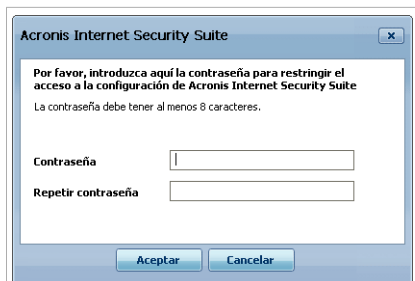 Acronis Internet Security Suite
Por favor, introduzca aquí la contraseña para restringir el
acceso a la configuración de Acronis Internet Security Suite
La contraseña debe tener al menos 8 caracteres.
Contraseña
Repetir contraseña
Aceptar Cancelar